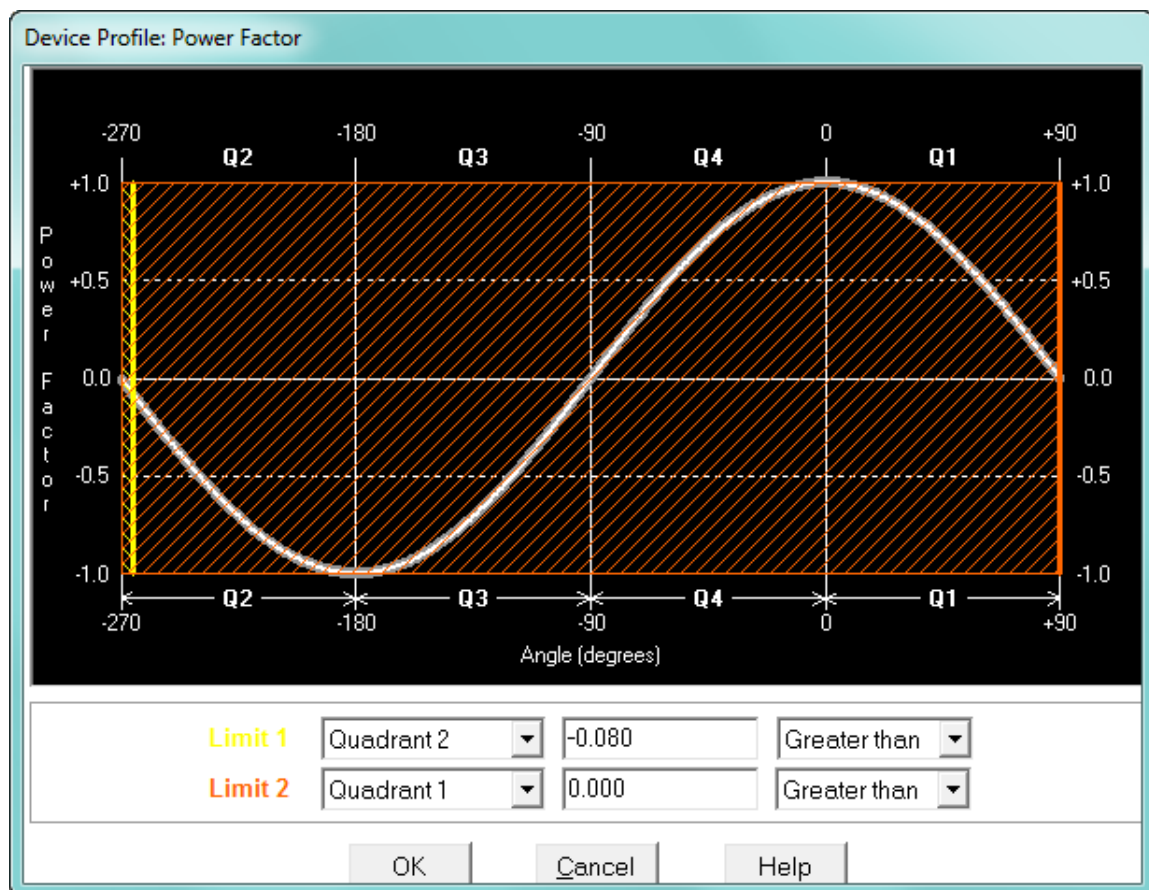 Device Profile: Power Factor
-270 -180 -90 0 +90
Q2 Q3 Q4 Q1
+1.0 +1.0
Power Factor
+0.5 +0.5
0.0 0.0
-0.5 -0.5
-1.0 -1.0
Q2 Q3 Q4 Q1
-270 -180 -90 0 +90
Angle (degrees)
Limit 1 Quadrant 2 -0.080 Greater than
Limit 2 Quadrant 1 0.000 Greater than
OK Cancel Help